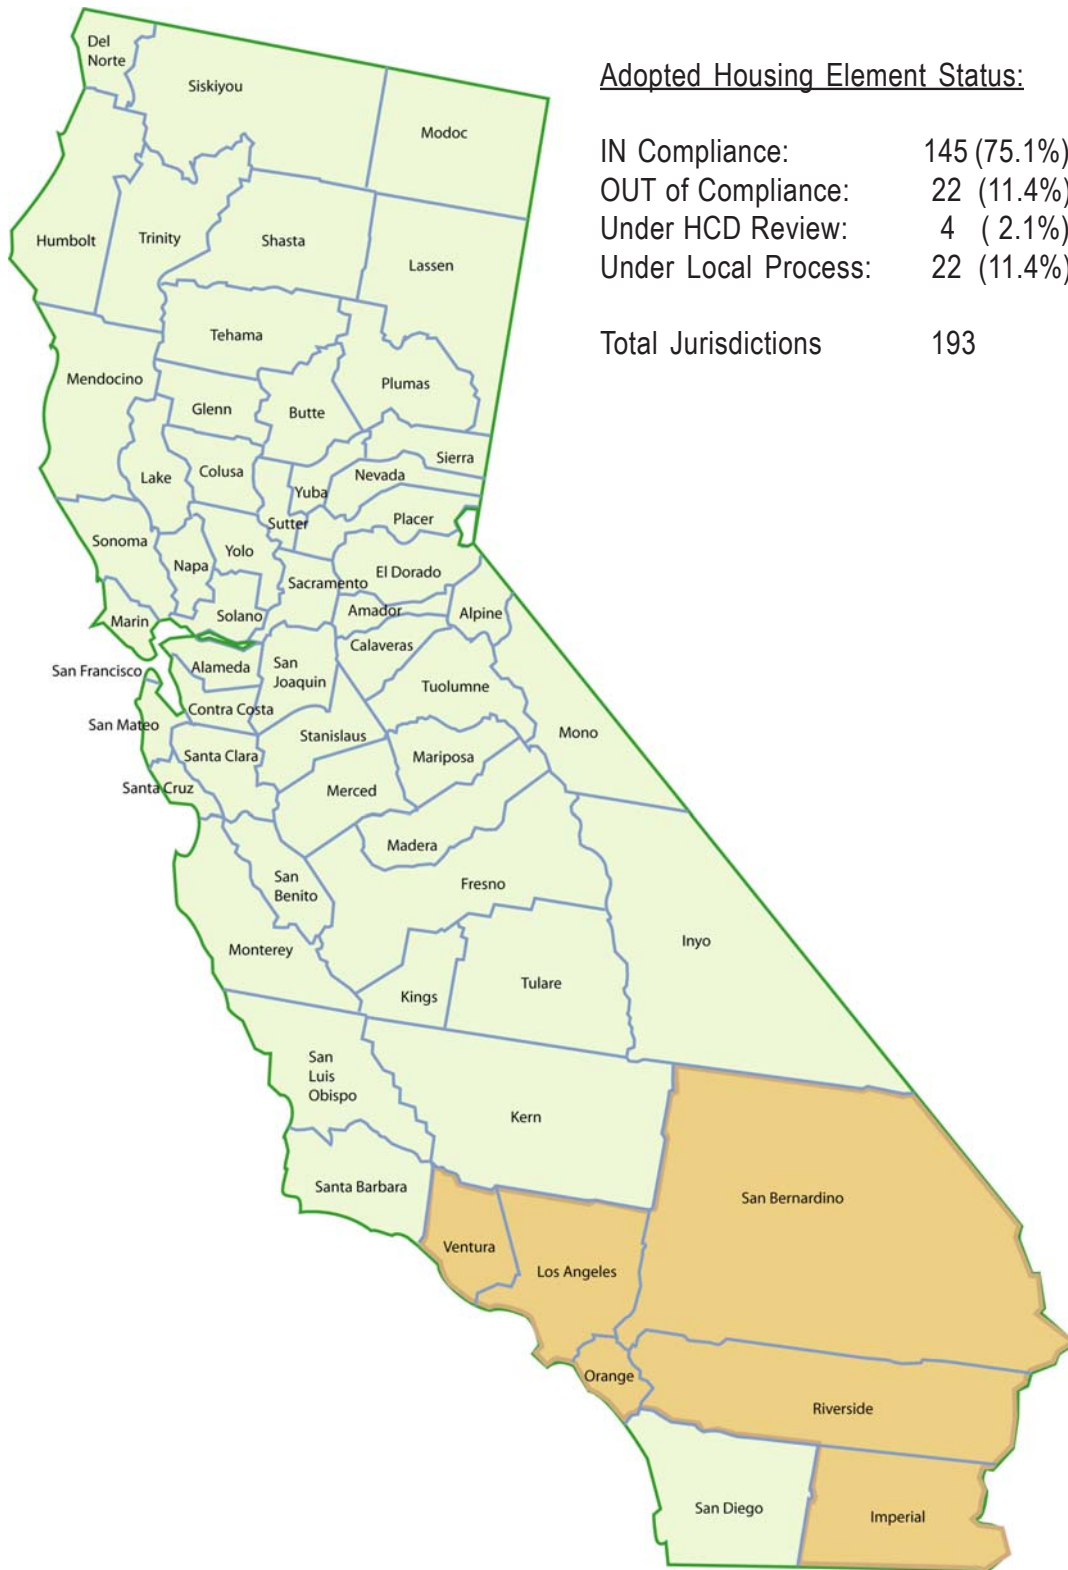 Adopted Housing Element Status:
IN Compliance: 145 (75.1%)
OUT of Compliance: 22 (11.4%)
Under HCD Review: 4 ( 2.1%)
Under Local Process: 22 (11.4%)
Total Jurisdictions 193
Del
Norte
Siskiyou
Modoc
Humbolt
Trinity
Shasta
Lassen
Tehama
Mendocino
Plumas
Glenn
Butte
Sierra
Lake
Colusa
Nevada
Yuba
Placer
Sutter
Sonoma
Yolo
Napa
El Dorado
Sacramento
Amador
Alpine
Solano
Marin
Calaveras
San Francisco
Alameda
San
Joaquin
Tuolumne
Contra Costa
San Mateo
Stanislaus
Mono
Santa Clara
Mariposa
Santa Cruz
Merced
Madera
San
Benito
Fresno
Monterey
Inyo
Kings
Tulare
San
Luis
Obispo
Kern
Santa Barbara
San Bernardino
Ventura
Los Angeles
Orange
Riverside
San Diego
Imperial